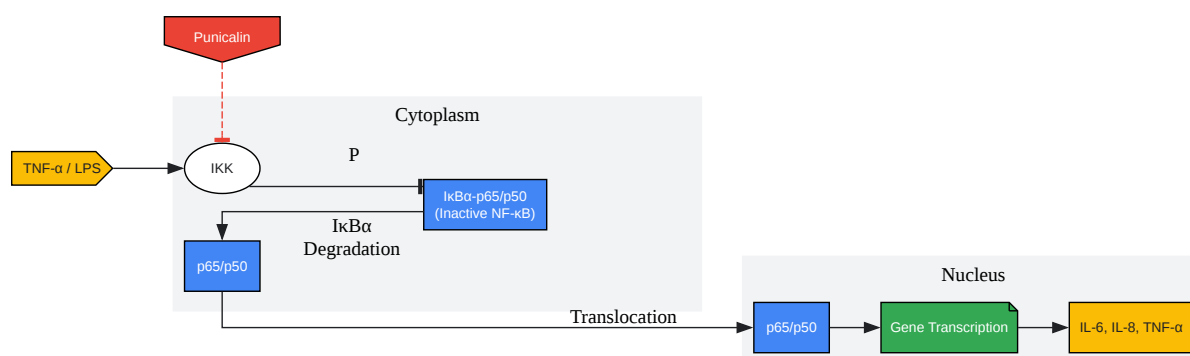 Punicalin
Cytoplasm
P
TNF-α / LPS
IKK
IκBα-p65/p50
(Inactive NF-κB)
IκBα
Degradation
p65/p50
Nucleus
Translocation
p65/p50
Gene Transcription
IL-6, IL-8, TNF-α